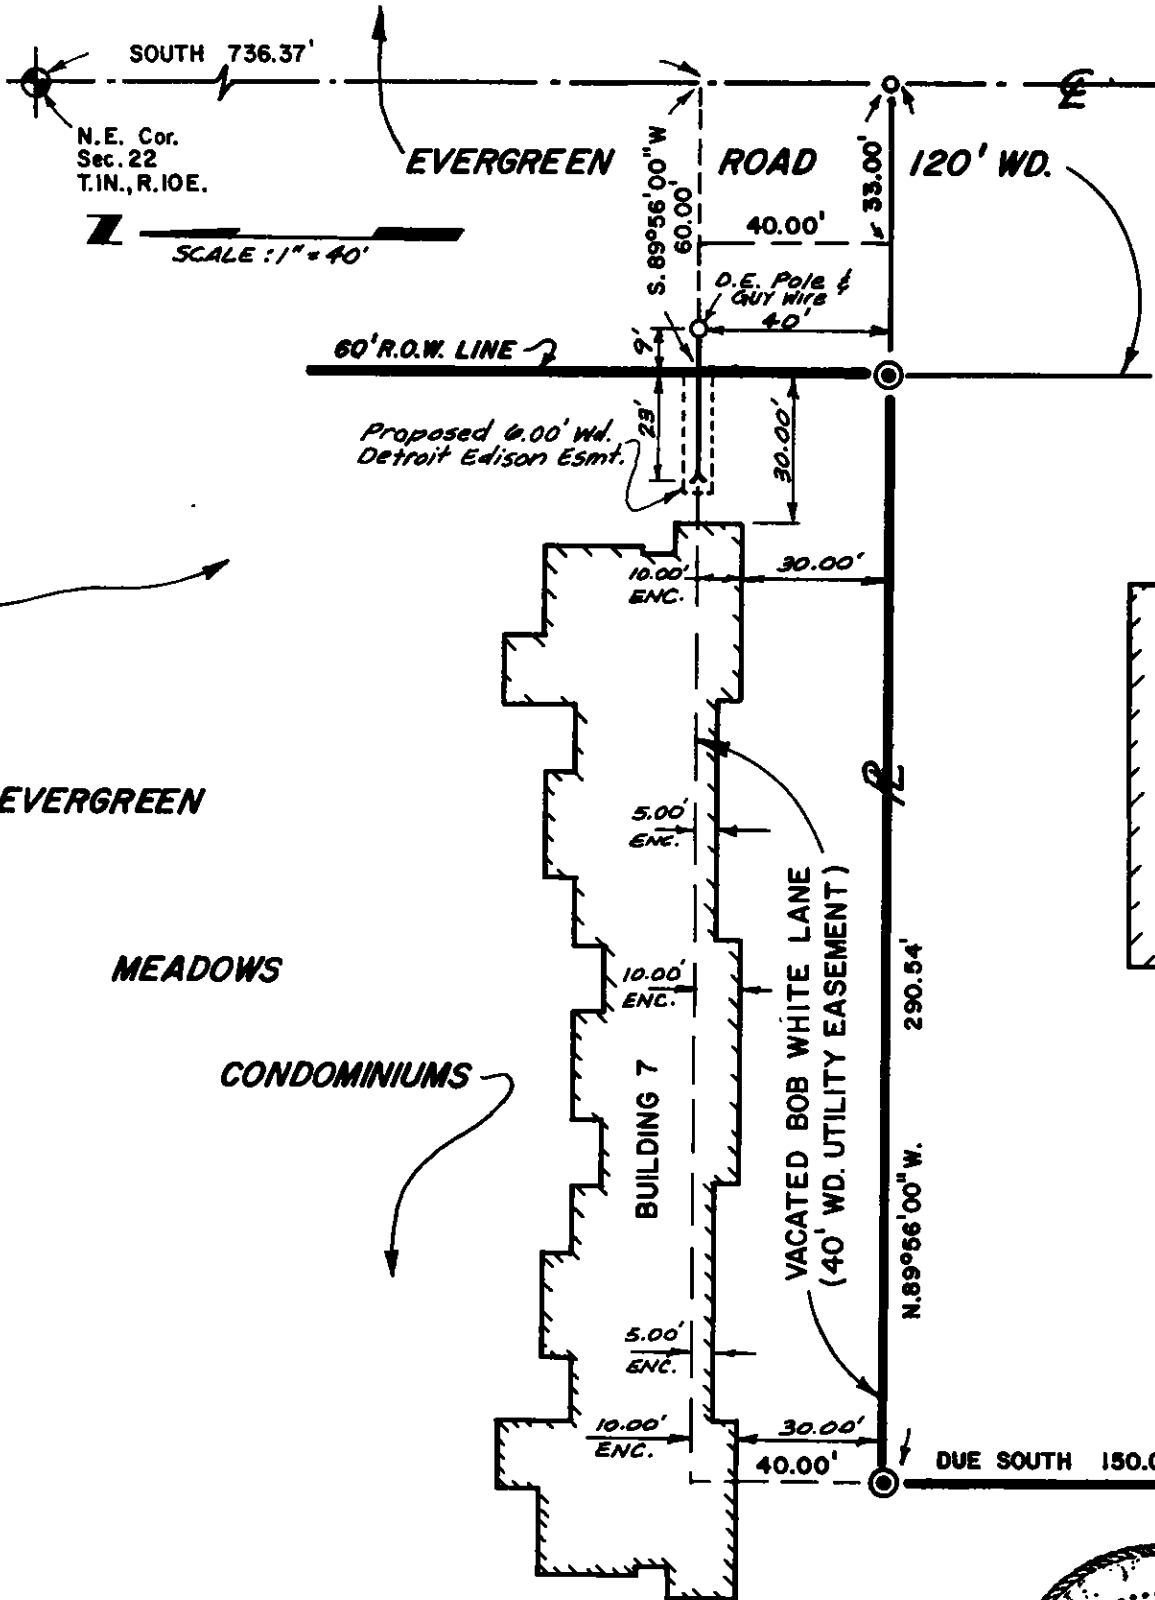 SOUTH 736.37'
N.E. Cor.
Sec. 22
T.1N., R.10E.
EVERGREEN ROAD 120' WD.
S. 89°56'00" W
60.00'
33.00'
40.00'
Z
SCALE : 1" = 40'
D.E. Pole &
GUY Wire
40'
9'
60' R.O.W. LINE
23'
30.00'
Proposed 6.00' Wd.
Detroit Edison Esmt.
10.00'
ENC.
30.00'
EVERGREEN
MEADOWS
CONDOMINIUMS
5.00'
ENC.
10.00'
ENC.
BUILDING 7
VACATED BOB WHITE LANE
(40' WD. UTILITY EASEMENT)
290.54'
N.89°56'00"W.
5.00'
ENC.
10.00'
ENC.
30.00'
40.00'
DUE SOUTH 150.0